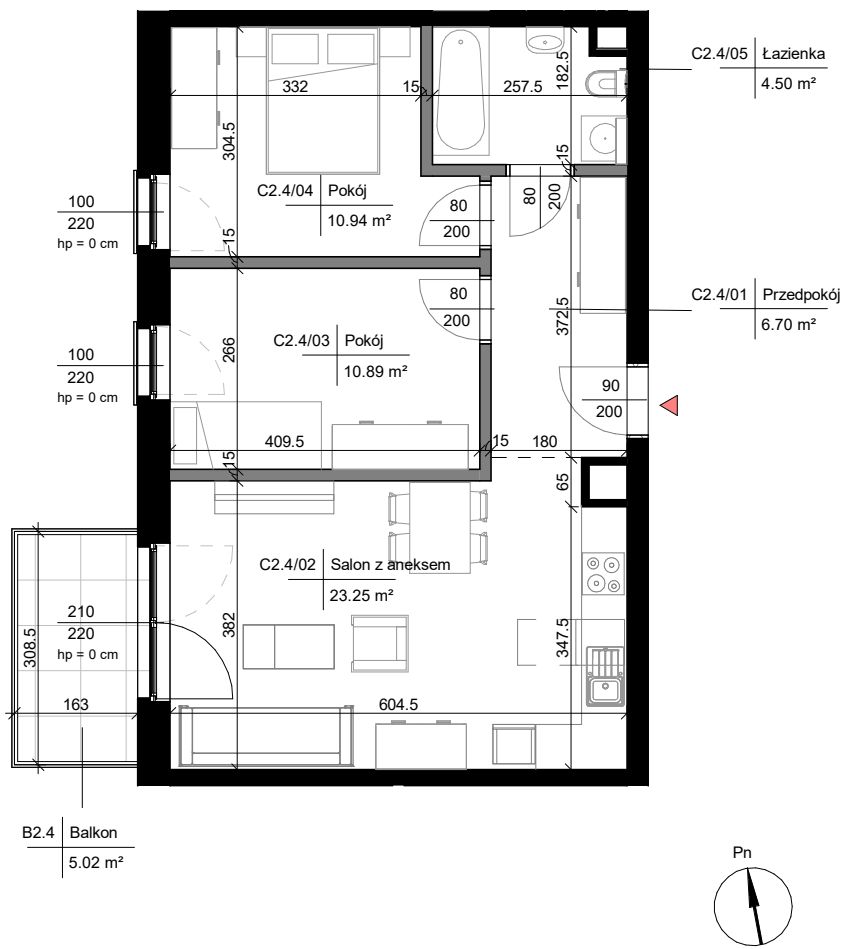 C2.4/05 Łazienka
4.50 m²
182.5
332
15
257.5
304.5
15
C2.4/04 Pokój
10.94 m²
80
200
80
200
100
220
hp = 0 cm
15
80
200
C2.4/01 Przedpokój
6.70 m²
372.5
C2.4/03 Pokój
10.89 m²
266
100
220
hp = 0 cm
90
200
409.5
15
180
15
65
C2.4/02 Salon z aneksem
23.25 m²
382
347.5
210
220
hp = 0 cm
308.5
163
604.5
B2.4 Balkon
5.02 m²
Pn